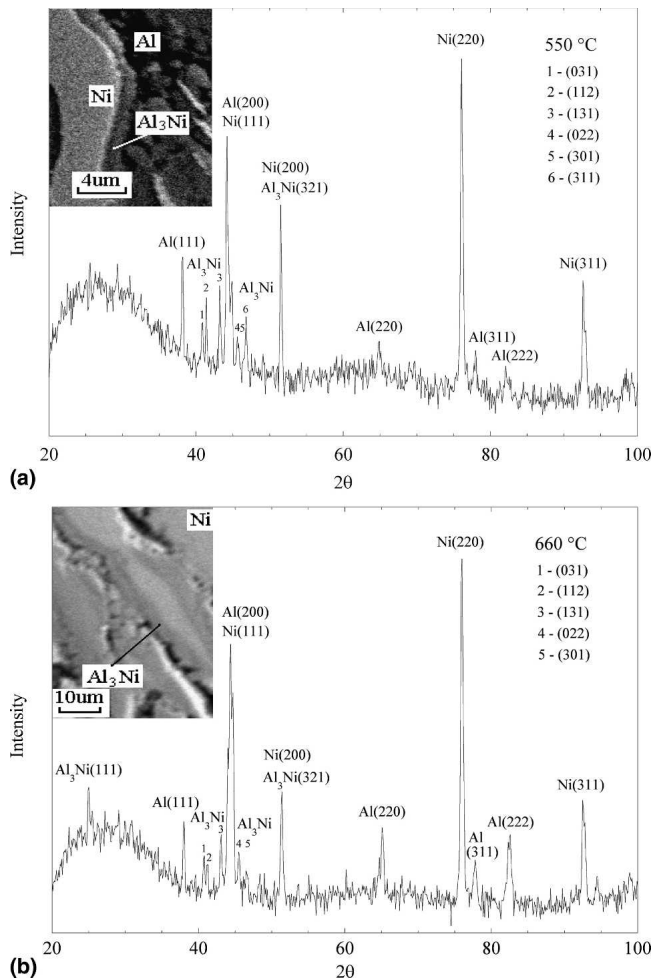 Al
Ni
Al₃Ni
4um
Al(200)
Ni(111)
Ni(200)
Al₃Ni(321)
Ni(220)
550 °C
1 - (031)
2 - (112)
3 - (131)
4 - (022)
5 - (301)
6 - (311)
Al(111)
Al₃Ni
1
2
3
Al₃Ni
45
6
Al(220)
Al(311)
Al(222)
Ni(311)
Intensity
20 40 60 80 100
2θ
(a)
Ni
Al₃Ni
10um
Al(200)
Ni(111)
Ni(200)
Al₃Ni(321)
Ni(220)
660 °C
1 - (031)
2 - (112)
3 - (131)
4 - (022)
5 - (301)
Al₃Ni(111)
Al(111)
Al₃Ni
1
2
3
Al₃Ni
4 5
Al(220)
Al
(311)
Al(222)
Ni(311)
Intensity
20 40 60 80 100
2θ
(b)